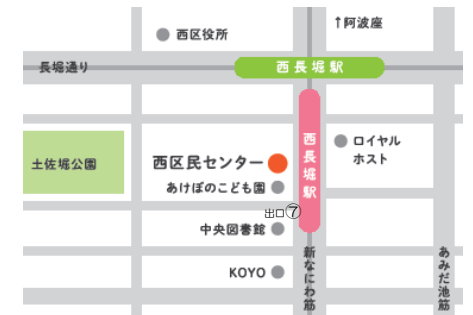 西区役所
↑阿波座
長堀通り
西長堀駅
西長堀駅
ロイヤル
ホスト
土佐堀公園
西区民センター
あけぼのこども園
出口⑦
中央図書館
KOYO
新なにわ筋
あみだ池筋